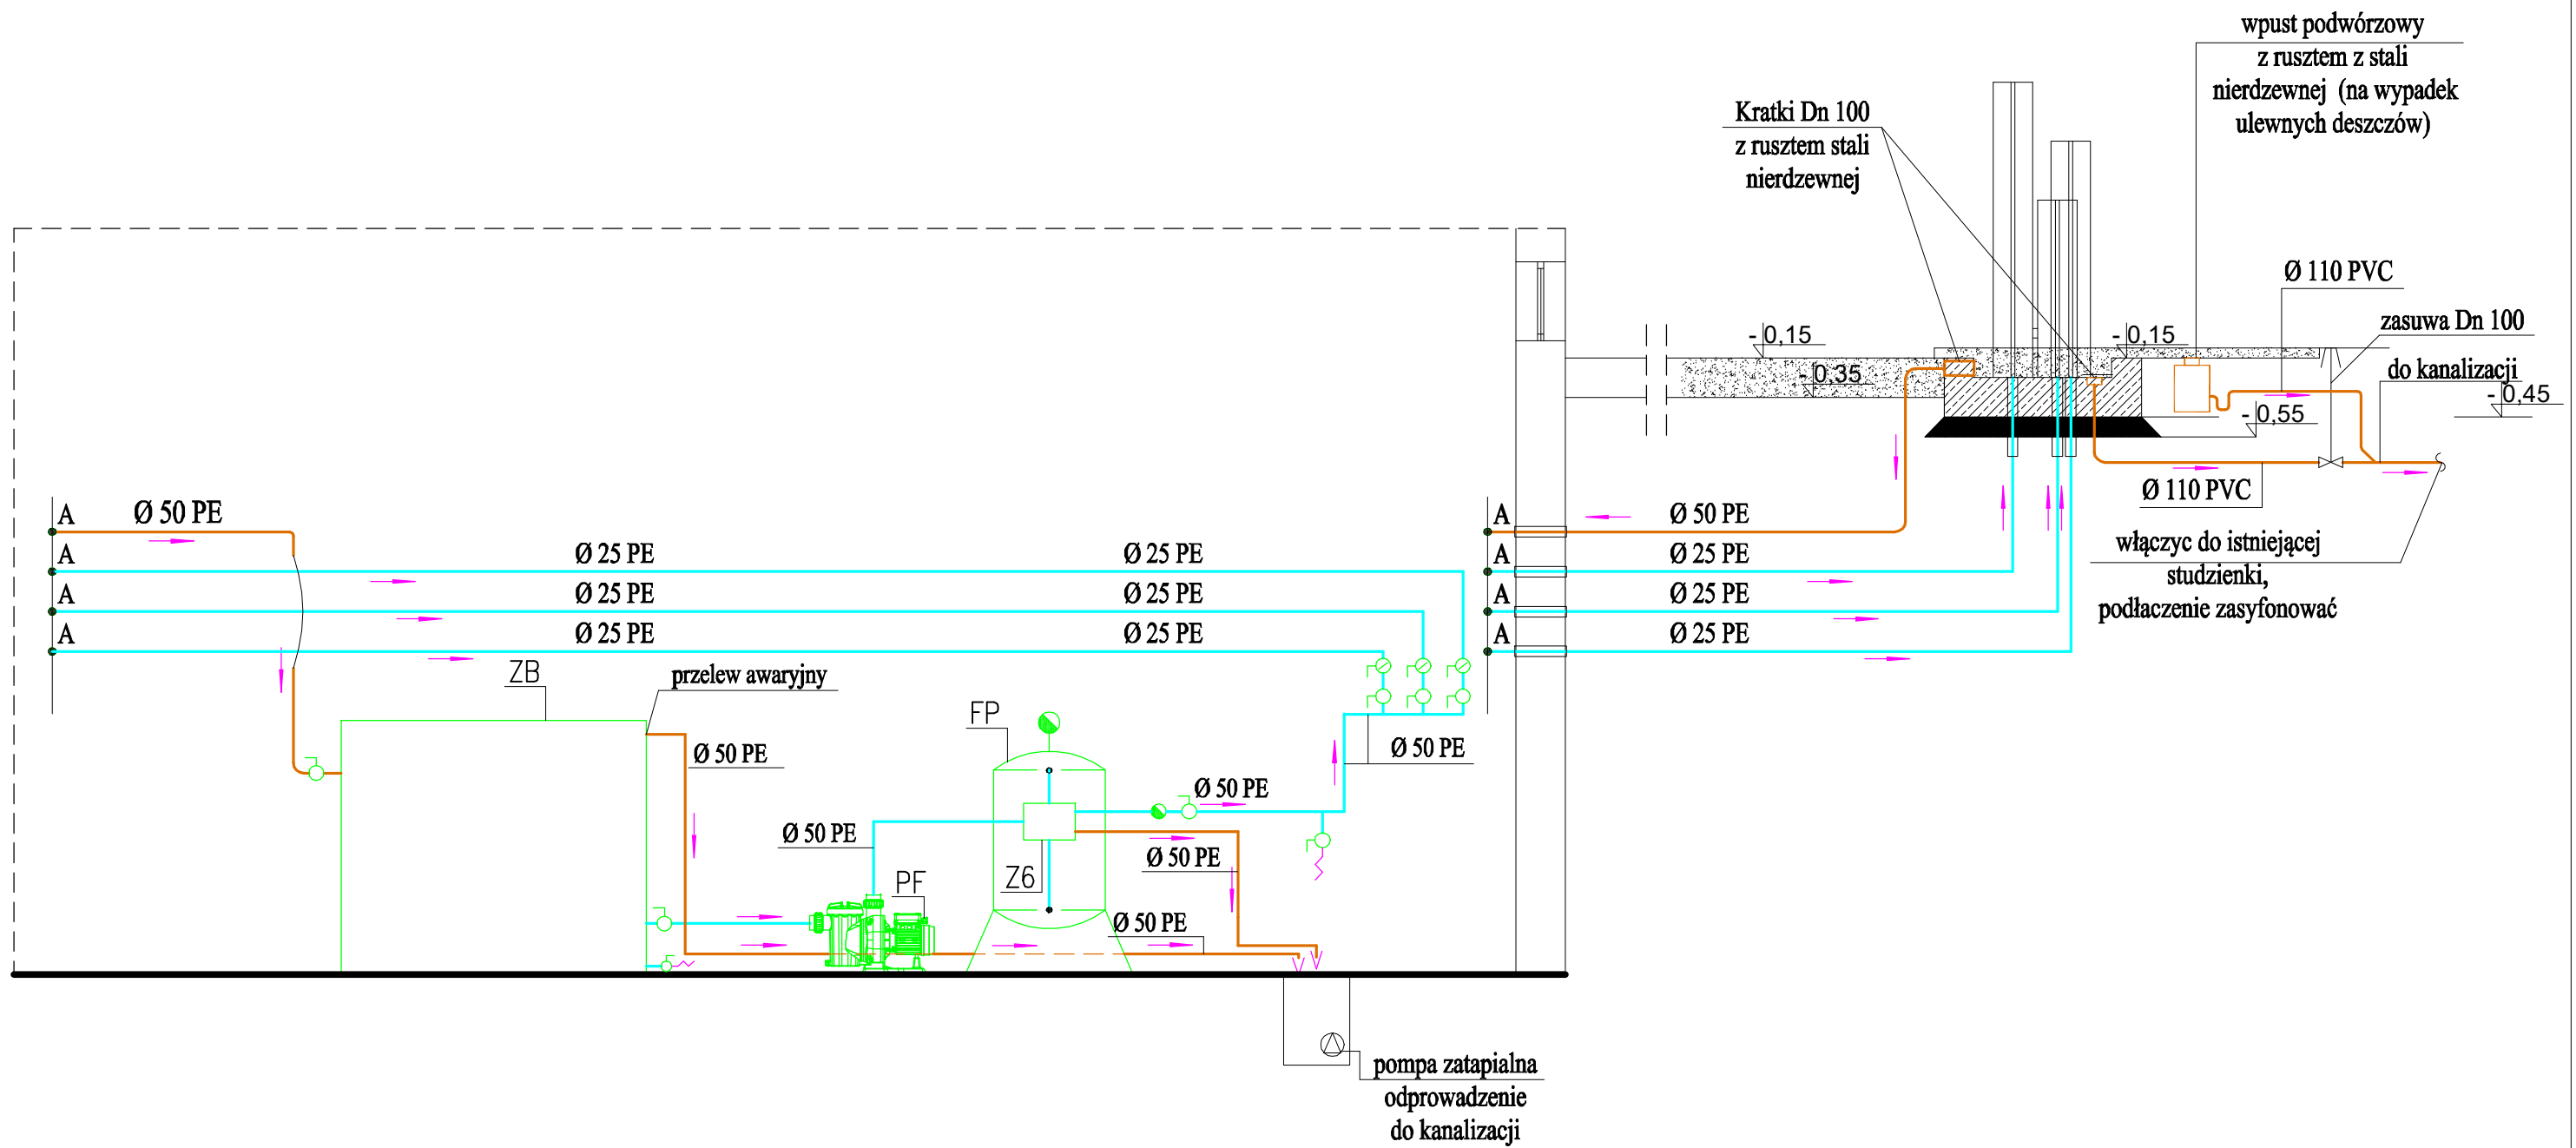 wpust podwórzowy
z rusztem z stali
nierdzewnej (na wypadek
ulewnych deszczów)
Kratki Dn 100
z rusztem stali
nierdzewnej
Ø 110 PVC
zasuwa Dn 100
- 0,15
- 0,15
do kanalizacji
- 0,35
- 0,45
- 0,55
Ø 110 PVC
A
Ø 50 PE
A
Ø 50 PE
A
Ø 25 PE
Ø 25 PE
A
Ø 25 PE
włączyc do istniejącej
studzienki,
podłaczenie zasyfonować
A
Ø 25 PE
Ø 25 PE
A
Ø 25 PE
A
Ø 25 PE
Ø 25 PE
A
Ø 25 PE
ZB
przelew awaryjny
FP
Ø 50 PE
Ø 50 PE
Ø 50 PE
Ø 50 PE
Ø 50 PE
Z6
PF
Ø 50 PE
pompa zatapialna
odprowadzenie
do kanalizacji